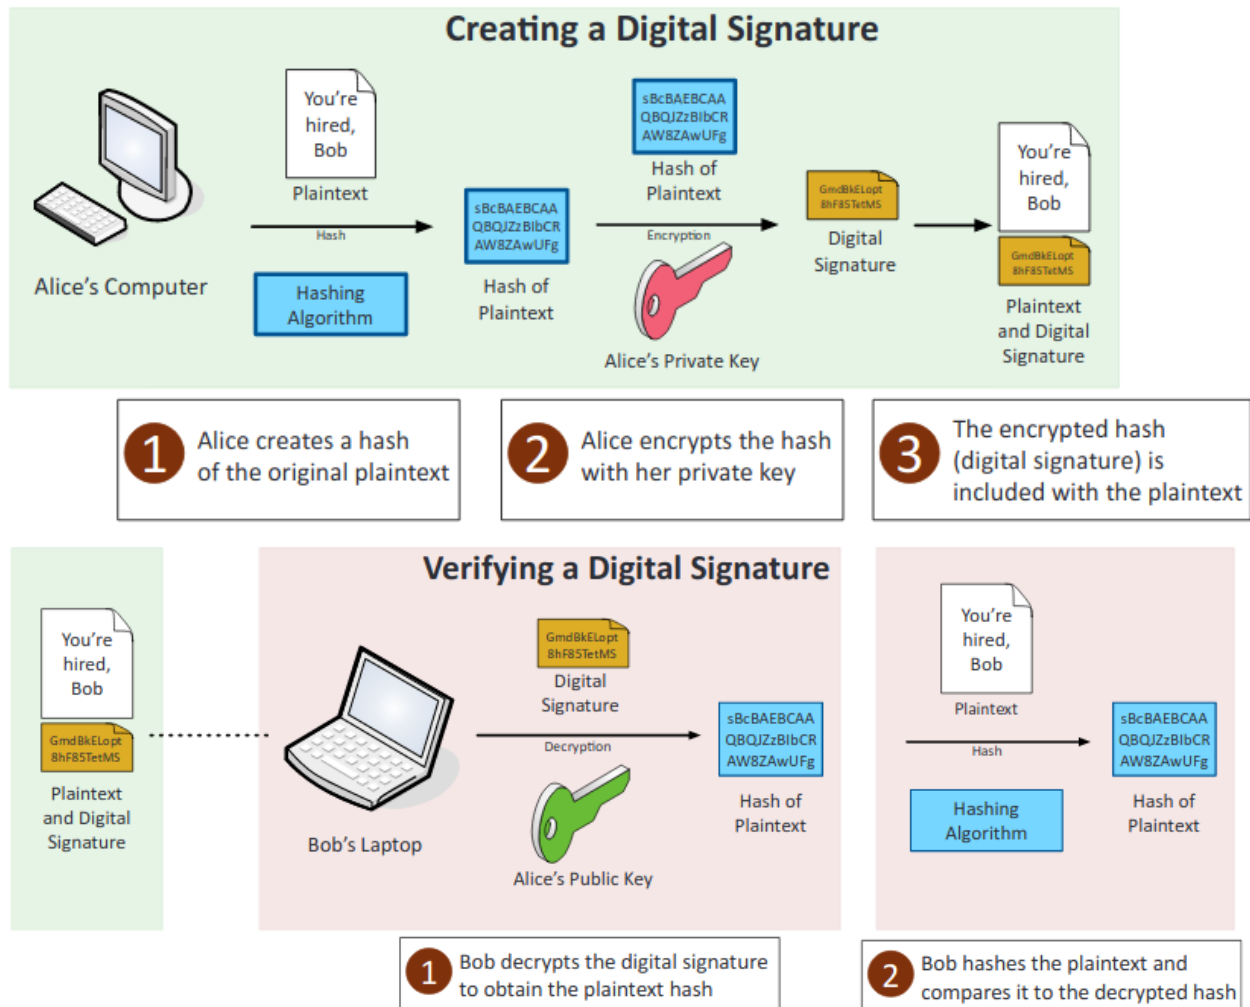 Creating a Digital Signature
You're
hired,
Bob
Plaintext
Hash
Hashing
Algorithm
Alice's Computer
sBcBAEBCAA
QBQJZzBIbCR
AW8ZAwUFg
Hash of
Plaintext
sBcBAEBCAA
QBQJZzBIbCR
AW8ZAwUFg
Hash of
Plaintext
Encryption
Alice's Private Key
GmdBkELopt
8hF85TetMS
Digital
Signature
You're
hired,
Bob
GmdBkELopt
8hF85TetMS
Plaintext
and Digital
Signature
1 Alice creates a hash
of the original plaintext
2 Alice encrypts the hash
with her private key
3 The encrypted hash
(digital signature) is
included with the plaintext
Verifying a Digital Signature
You're
hired,
Bob
GmdBkELopt
8hF85TetMS
Plaintext
and Digital
Signature
Bob's Laptop
GmdBkELopt
8hF85TetMS
Digital
Signature
Decryption
Alice's Public Key
sBcBAEBCAA
QBQJZzBIbCR
AW8ZAwUFg
Hash of
Plaintext
You're
hired,
Bob
Plaintext
Hash
Hashing
Algorithm
sBcBAEBCAA
QBQJZzBIbCR
AW8ZAwUFg
Hash of
Plaintext
1 Bob decrypts the digital signature
to obtain the plaintext hash
2 Bob hashes the plaintext and
compares it to the decrypted hash